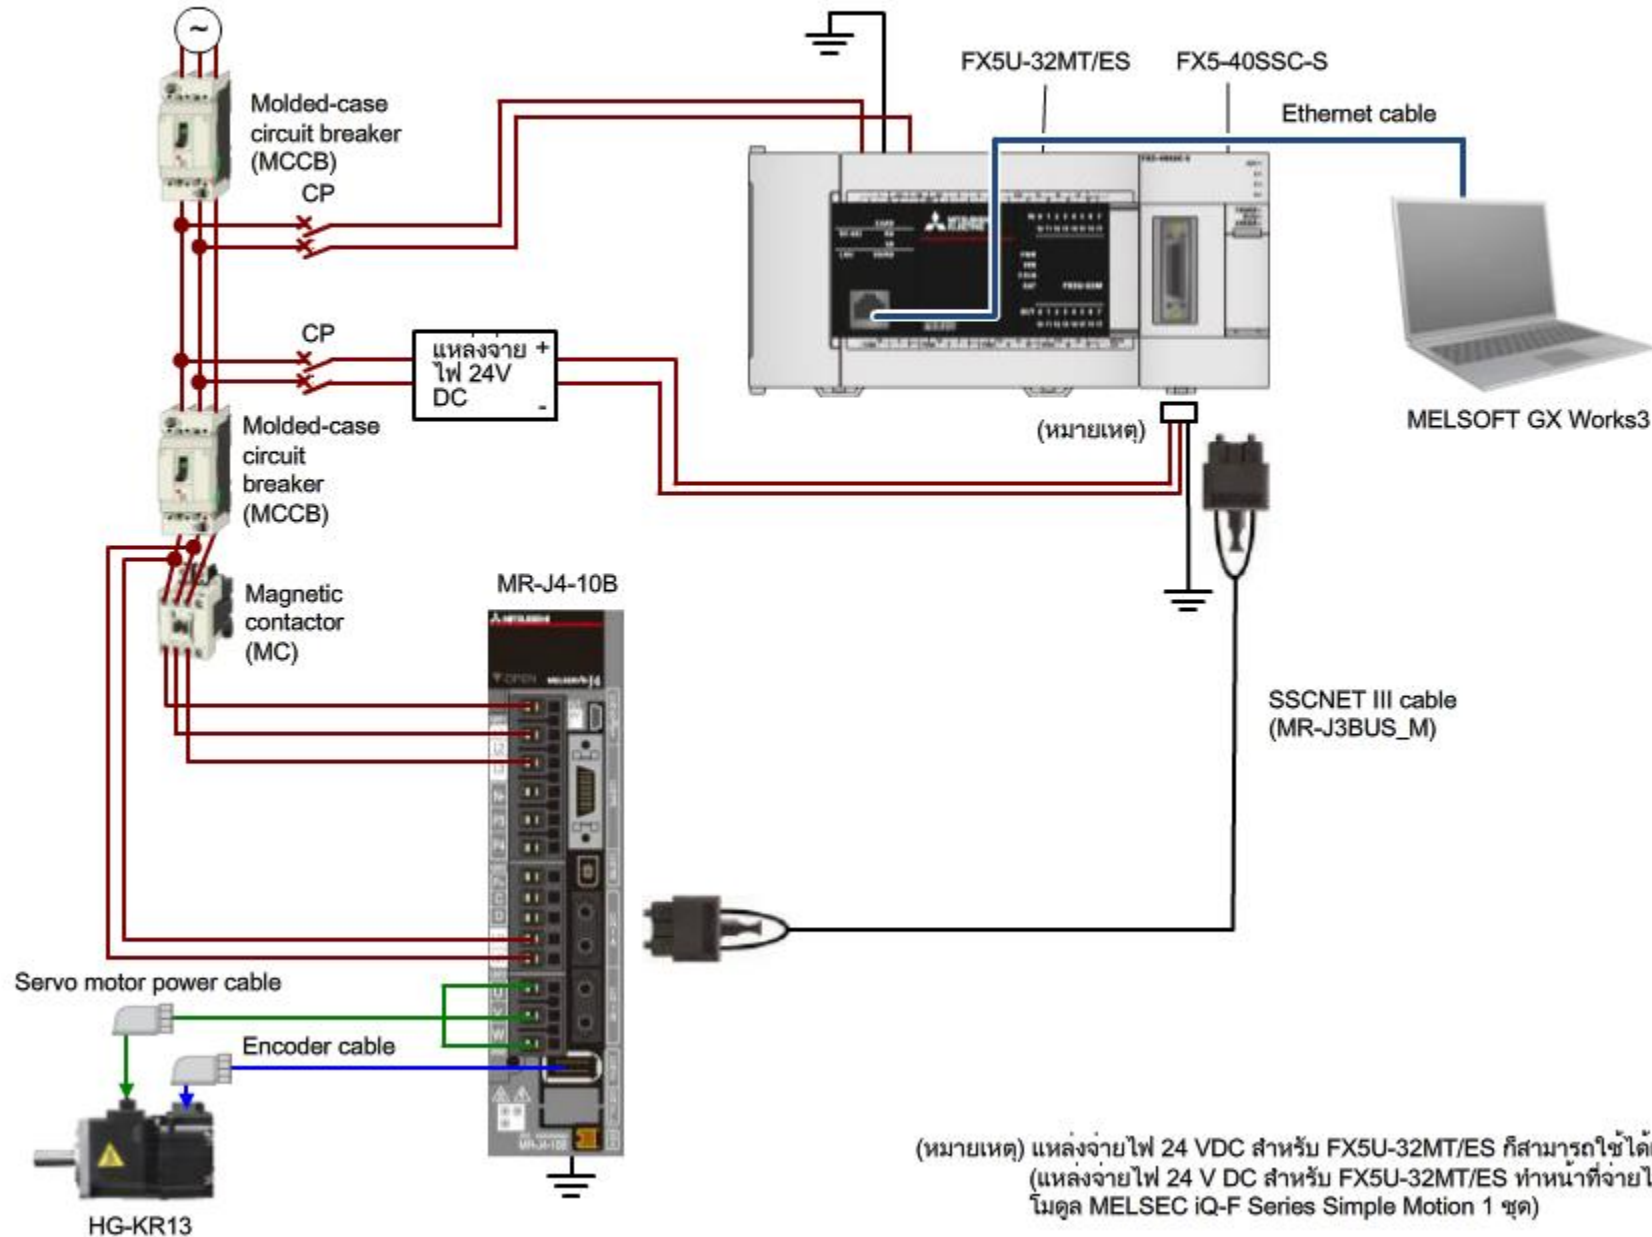 ~
FX5U-32MT/ES
FX5-40SSC-S
Molded-case
circuit breaker
(MCCB)
Ethernet cable
CP
MITSUBISHI
ELECTRIC
CP
แหล่งจ่าย +
ไฟ 24V
DC -
MELSOFT GX Works3
(หมายเหตุ)
Molded-case
circuit
breaker
(MCCB)
MR-J4-10B
Magnetic
contactor
(MC)
OPEN
SSCNET III cable
(MR-J3BUS_M)
Servo motor power cable
Encoder cable
HG-KR13
(หมายเหตุ) แหล่งจ่ายไฟ 24 VDC สำหรับ FX5U-32MT/ES ก็สามารถใช้ได้
(แหล่งจ่ายไฟ 24 V DC สำหรับ FX5U-32MT/ES ทำหน้าที่จ่าย
โมดูล MELSEC iQ-F Series Simple Motion 1 ชุด)